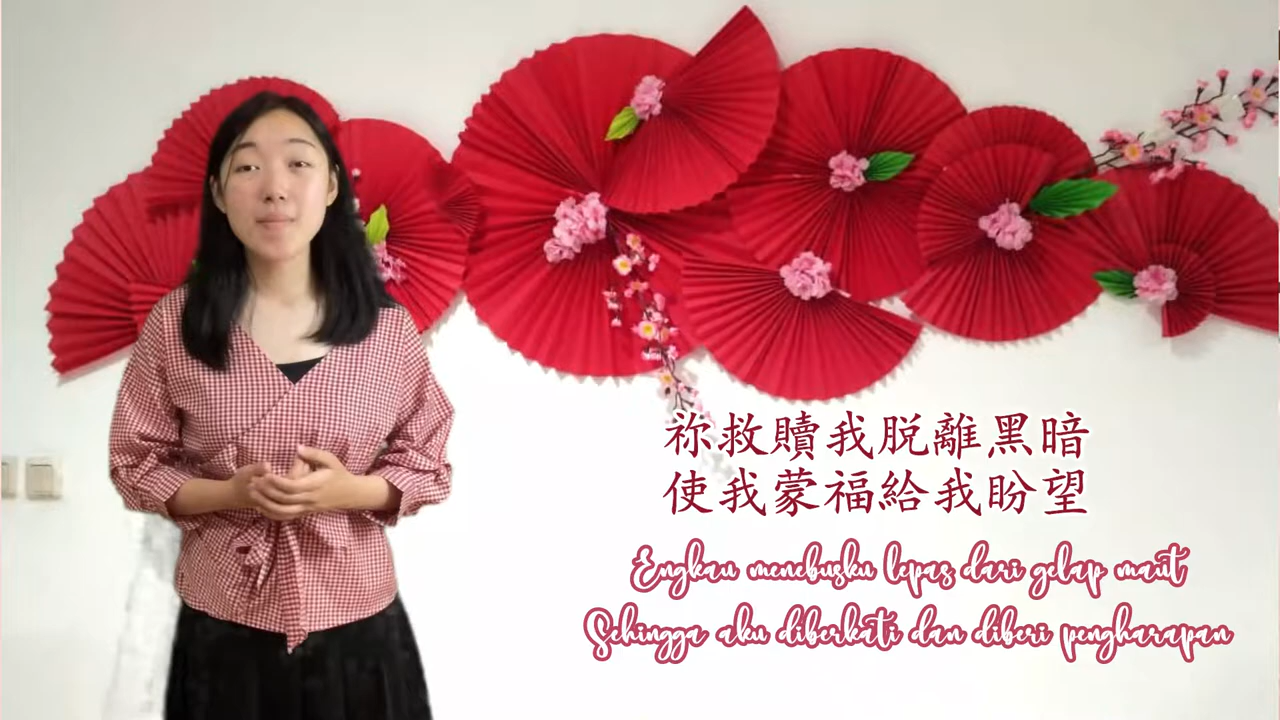 祢救贖我脱離黑暗
使我蒙福給我盼望
Engkau menebusku lepas dari gelap maut
Sehingga aku diberkati dan diberi pengharapan